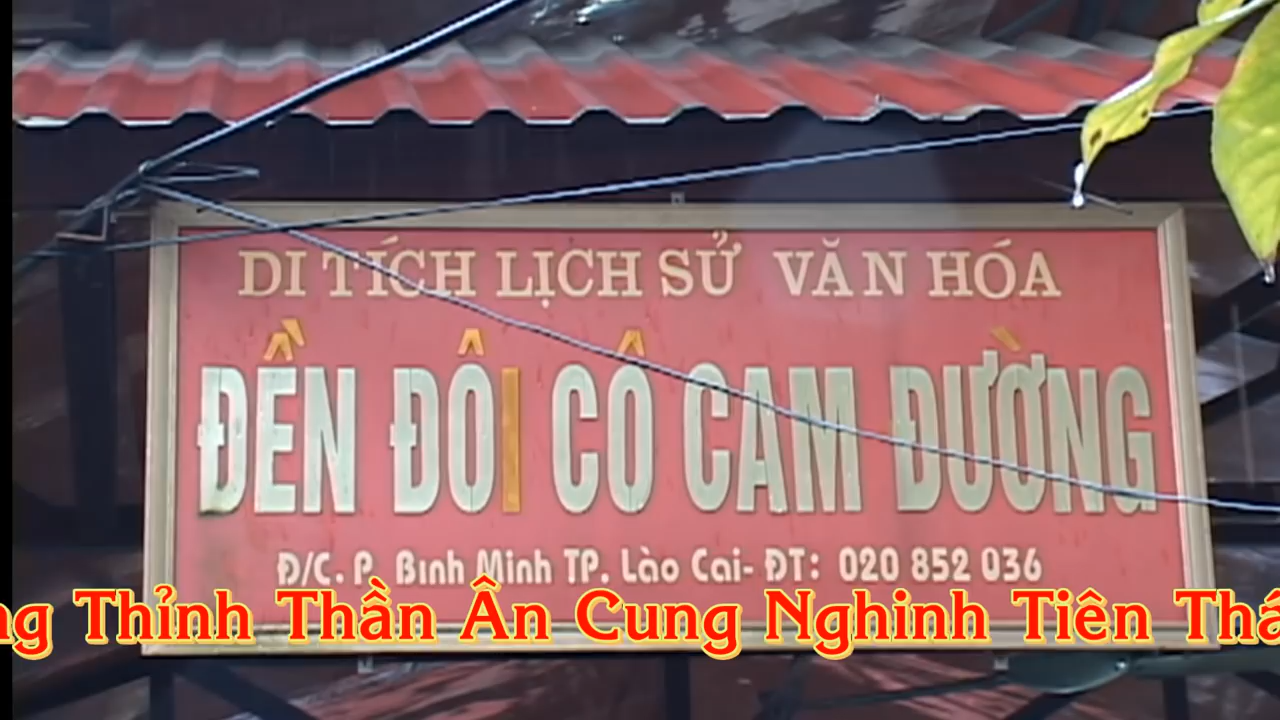 DI TÍCH LỊCH SỬ VĂN HÓA
ĐỀN ĐÔI CÔ CAM ĐƯỜNG
Đ/C. P. Bình Minh TP. Lào Cai- ĐT: 020 852 036
Thỉnh Thần Ân Cung Nghinh Tiên